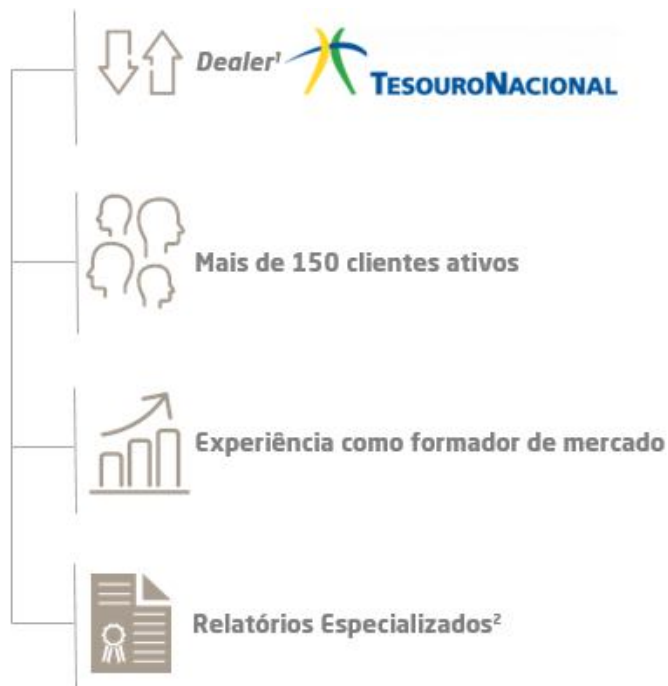 Dealer¹ TESOURONACIONAL
Mais de 150 clientes ativos
Experiência como formador de mercado
Relatórios Especializados²